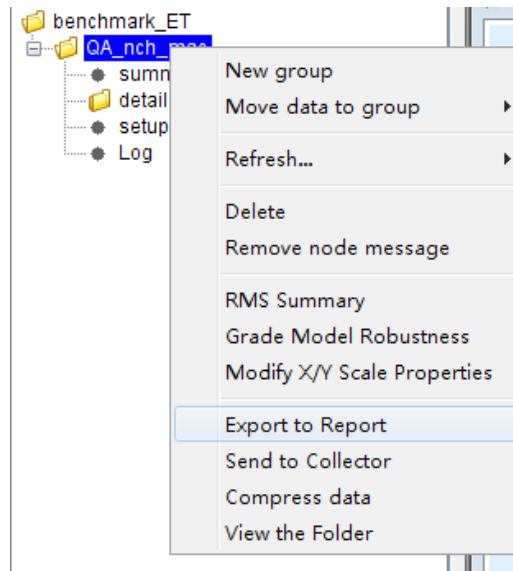 benchmark_ET
QA_nch_
sumn
detail
setup
Log
New group
Move data to group
Refresh...
Delete
Remove node message
RMS Summary
Grade Model Robustness
Modify X/Y Scale Properties
Export to Report
Send to Collector
Compress data
View the Folder